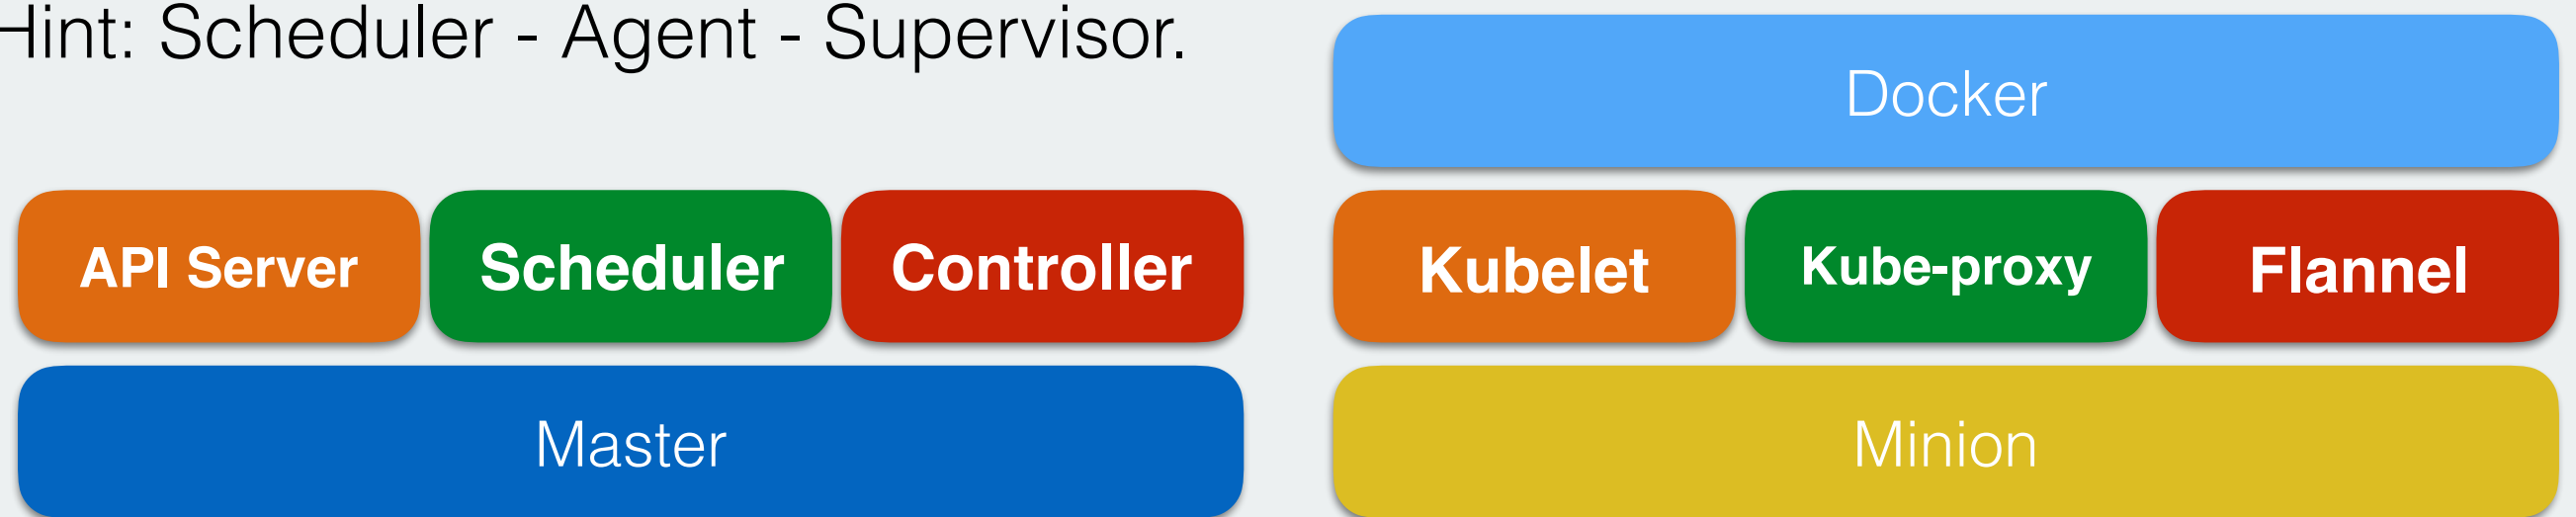 Hint: Scheduler - Agent - Supervisor.
Docker
API Server
Scheduler
Controller
Kubelet
Kube-proxy
Flannel
Master
Minion